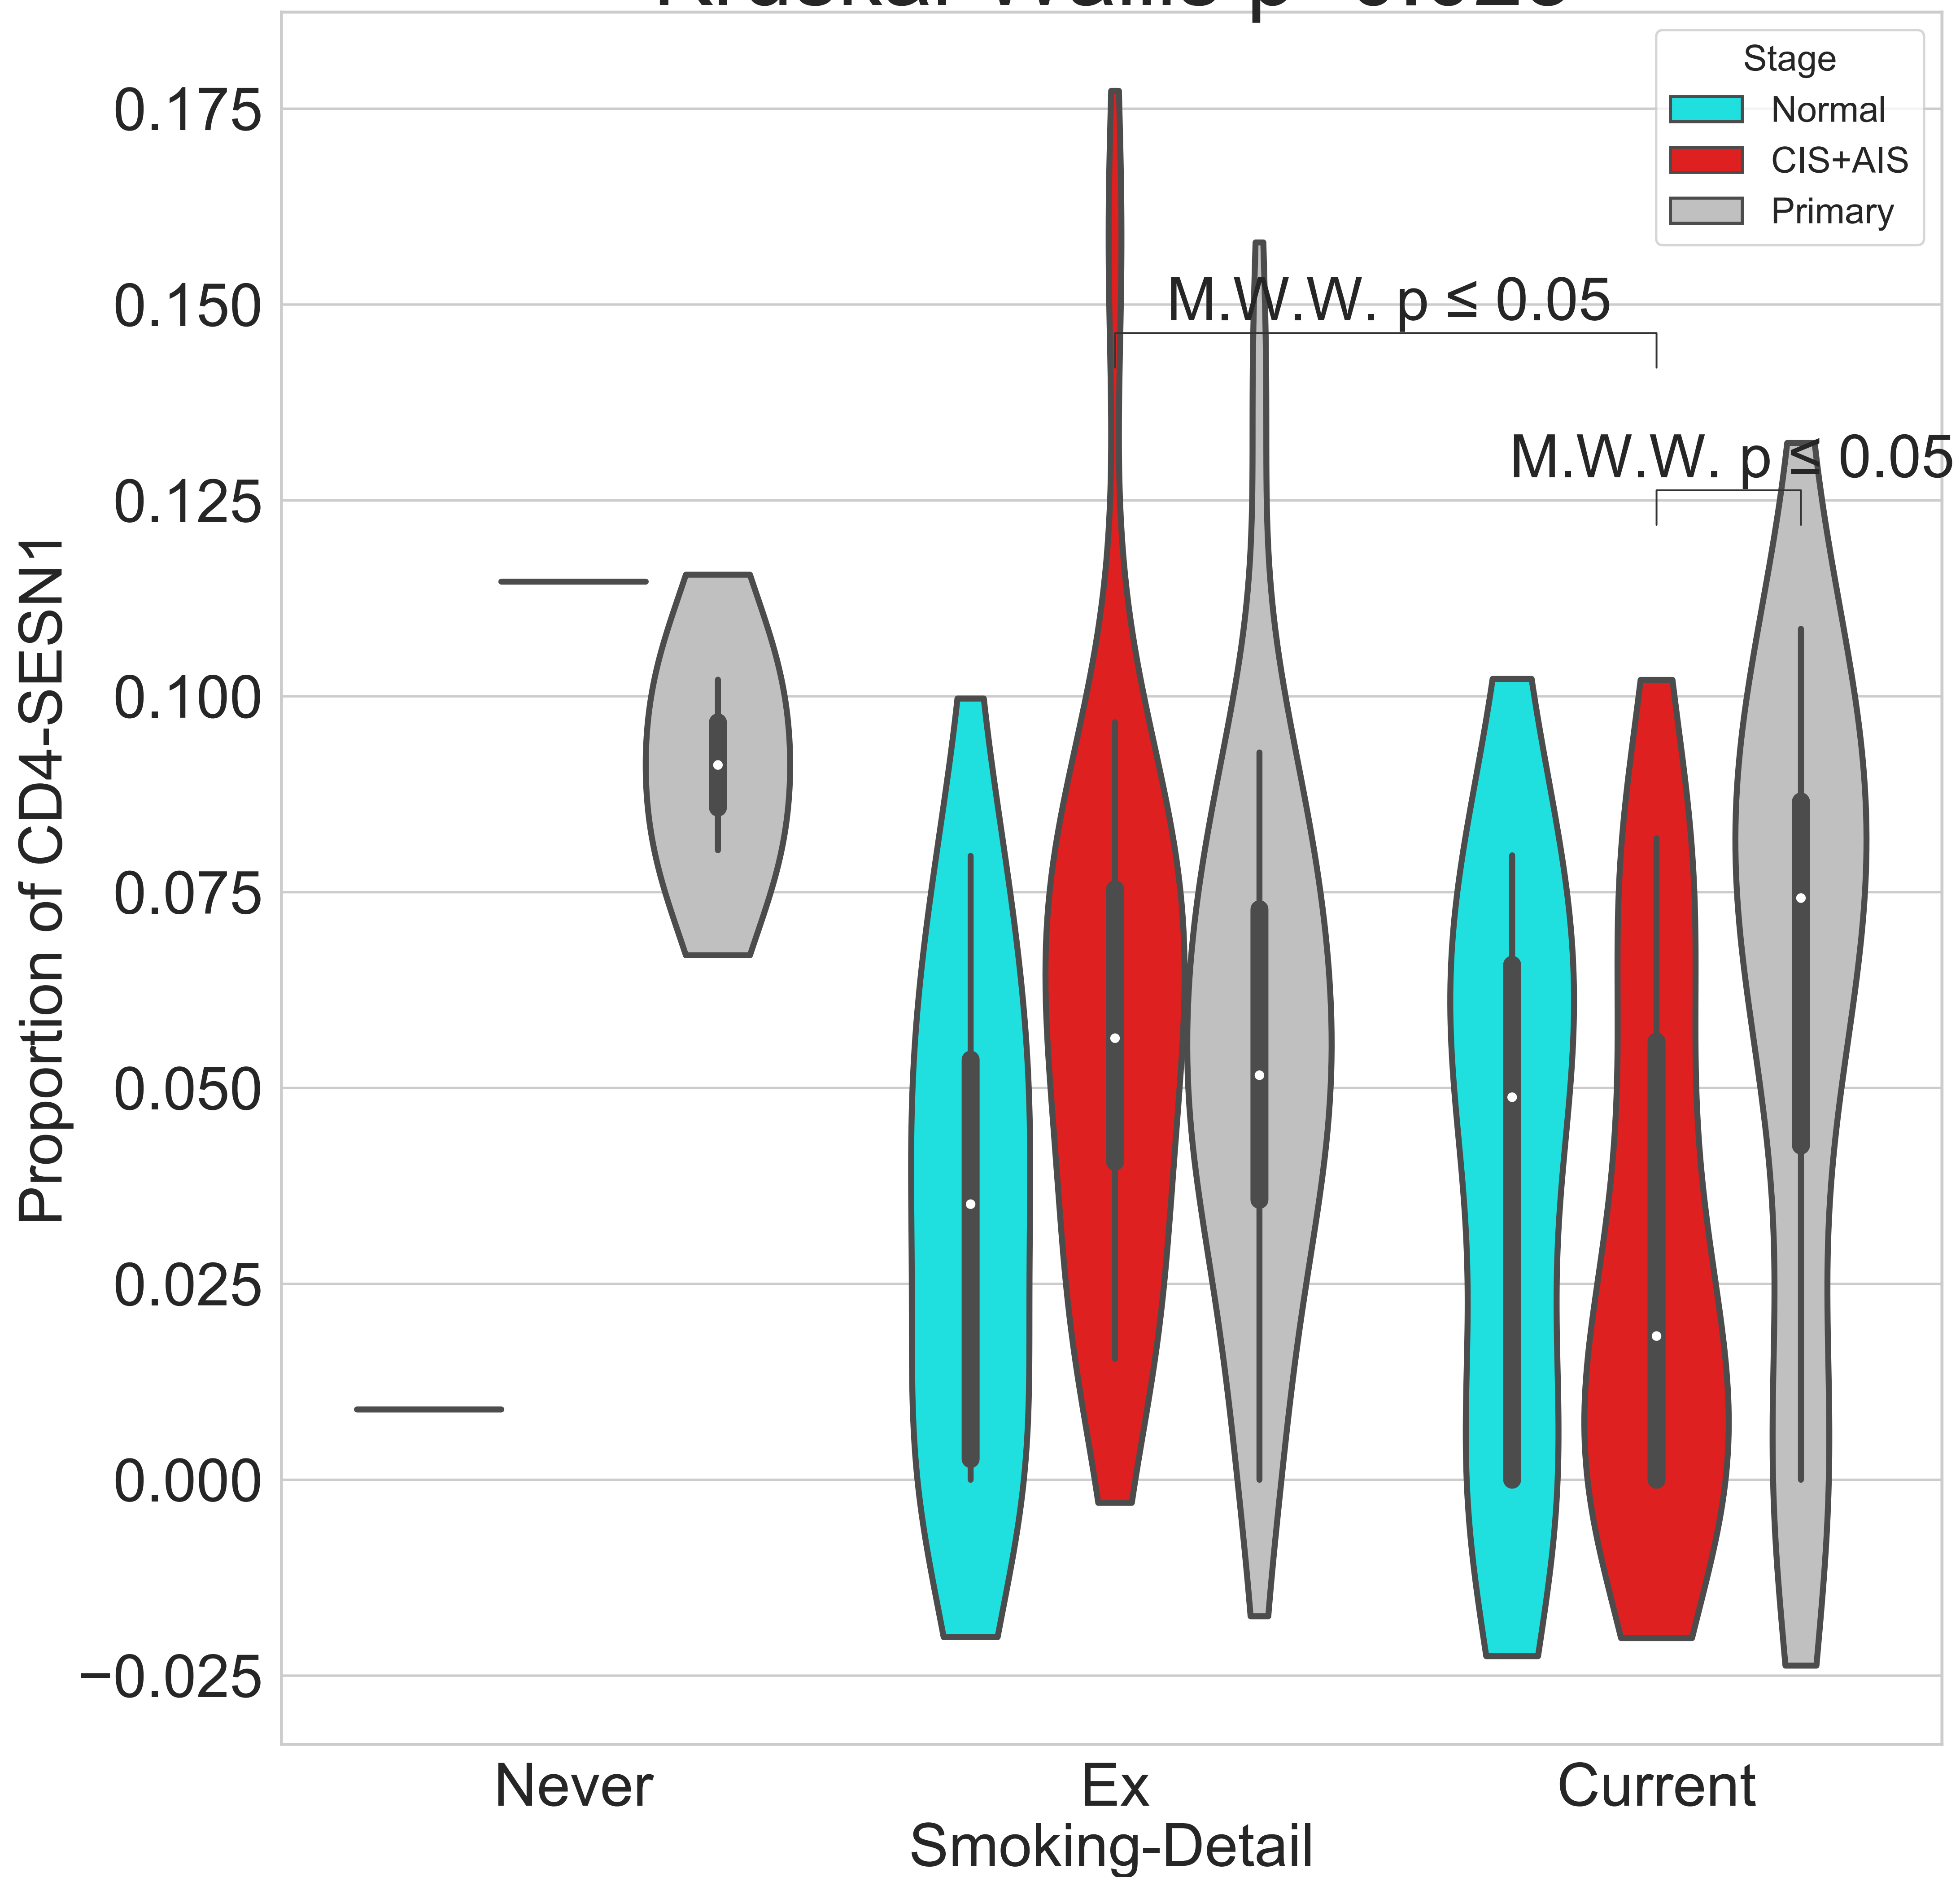 Stage
Normal
CIS+AIS
Primary
0.175
0.150
0.125
0.100
0.075
0.050
0.025
0.000
−0.025
Proportion of CD4-SESN1
M.W.W. p ≤ 0.05
M.W.W. p ≤ 0.05
Never
Ex
Current
Smoking-Detail